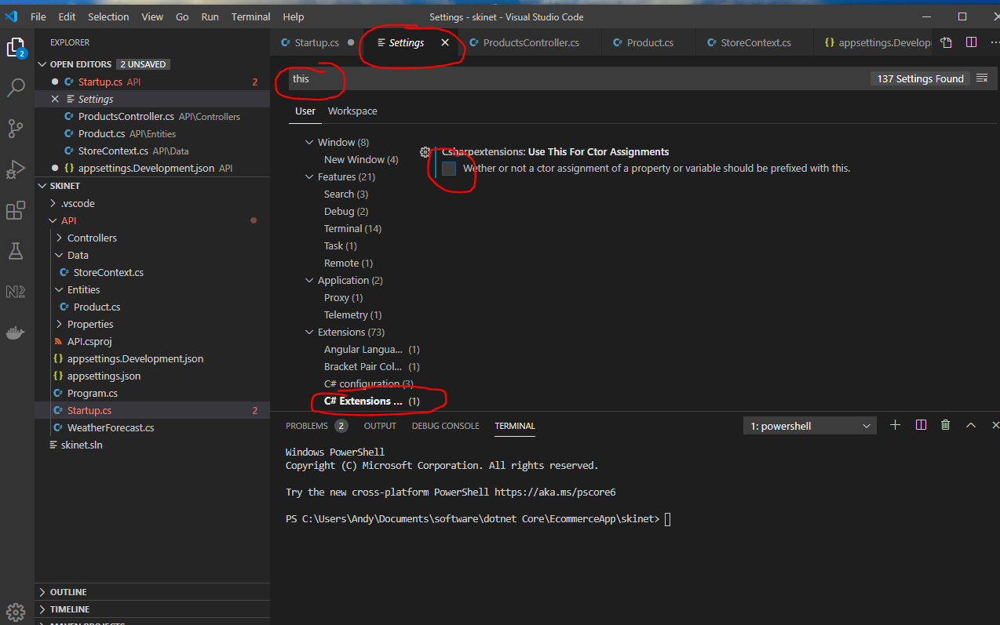 File Edit Selection View Go Run Terminal Help Settings - skinet - Visual Studio Code
EXPLORER
OPEN EDITORS 2 UNSAVED
Startup.cs API 2
Settings
ProductsController.cs API\Controllers
Product.cs API\Entities
StoreContext.cs API\Data
{} appsettings.Development.json API
SKINET
.vscode
API
Controllers
Data
StoreContext.cs
Entities
Product.cs
Properties
API.csproj
{} appsettings.Development.json
{} appsettings.json
Program.cs
Startup.cs 2
WeatherForecast.cs
skinet.sln
OUTLINE
TIMELINE
2
Startup.cs Settings ProductsController.cs Product.cs StoreContext.cs {} appsettings.Develop
this 137 Settings Found
User Workspace
Window (8)
New Window (4)
Features (21)
Search (3)
Debug (2)
Terminal (14)
Task (1)
Remote (1)
Application (2)
Proxy (1)
Telemetry (1)
Extensions (73)
Angular Langua... (1)
Bracket Pair Col... (1)
C# configuration (3)
C# Extensions ... (1)
Csharpextensions: Use This For Ctor Assignments
Wether or not a ctor assignment of a property or variable should be prefixed with this.
PROBLEMS 2 OUTPUT DEBUG CONSOLE TERMINAL 1: powershell
Windows PowerShell
Copyright (C) Microsoft Corporation. All rights reserved.
Try the new cross-platform PowerShell https://aka.ms/pscore6
PS C:\Users\Andy\Documents\software\dotnet Core\EcommerceApp\skinet>